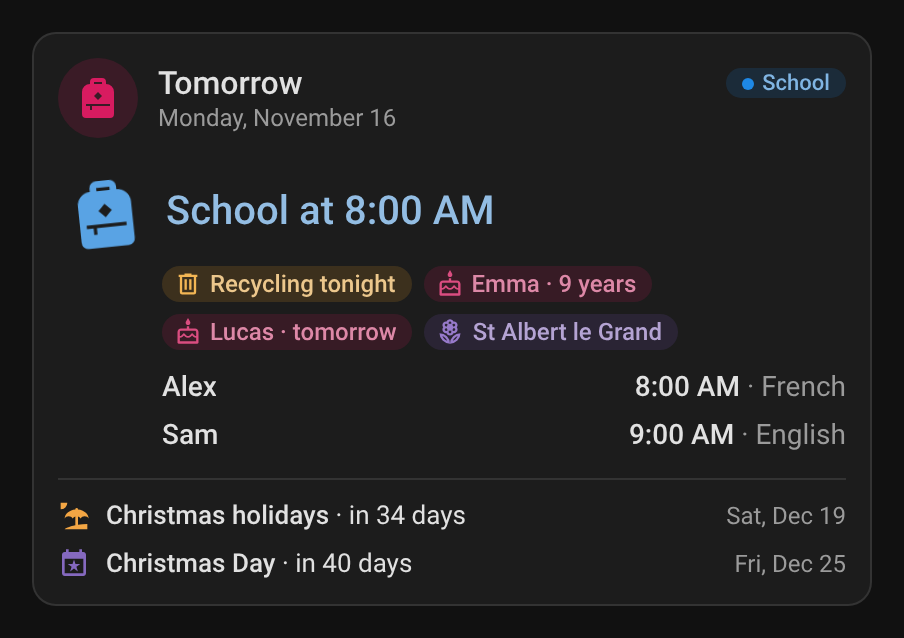 Tomorrow
School
Monday, November 16
School at 8:00 AM
Recycling tonight
Emma · 9 years
Lucas · tomorrow
St Albert le Grand
Alex 8:00 AM · French
Sam 9:00 AM · English
Christmas holidays · in 34 days Sat, Dec 19
Christmas Day · in 40 days Fri, Dec 25